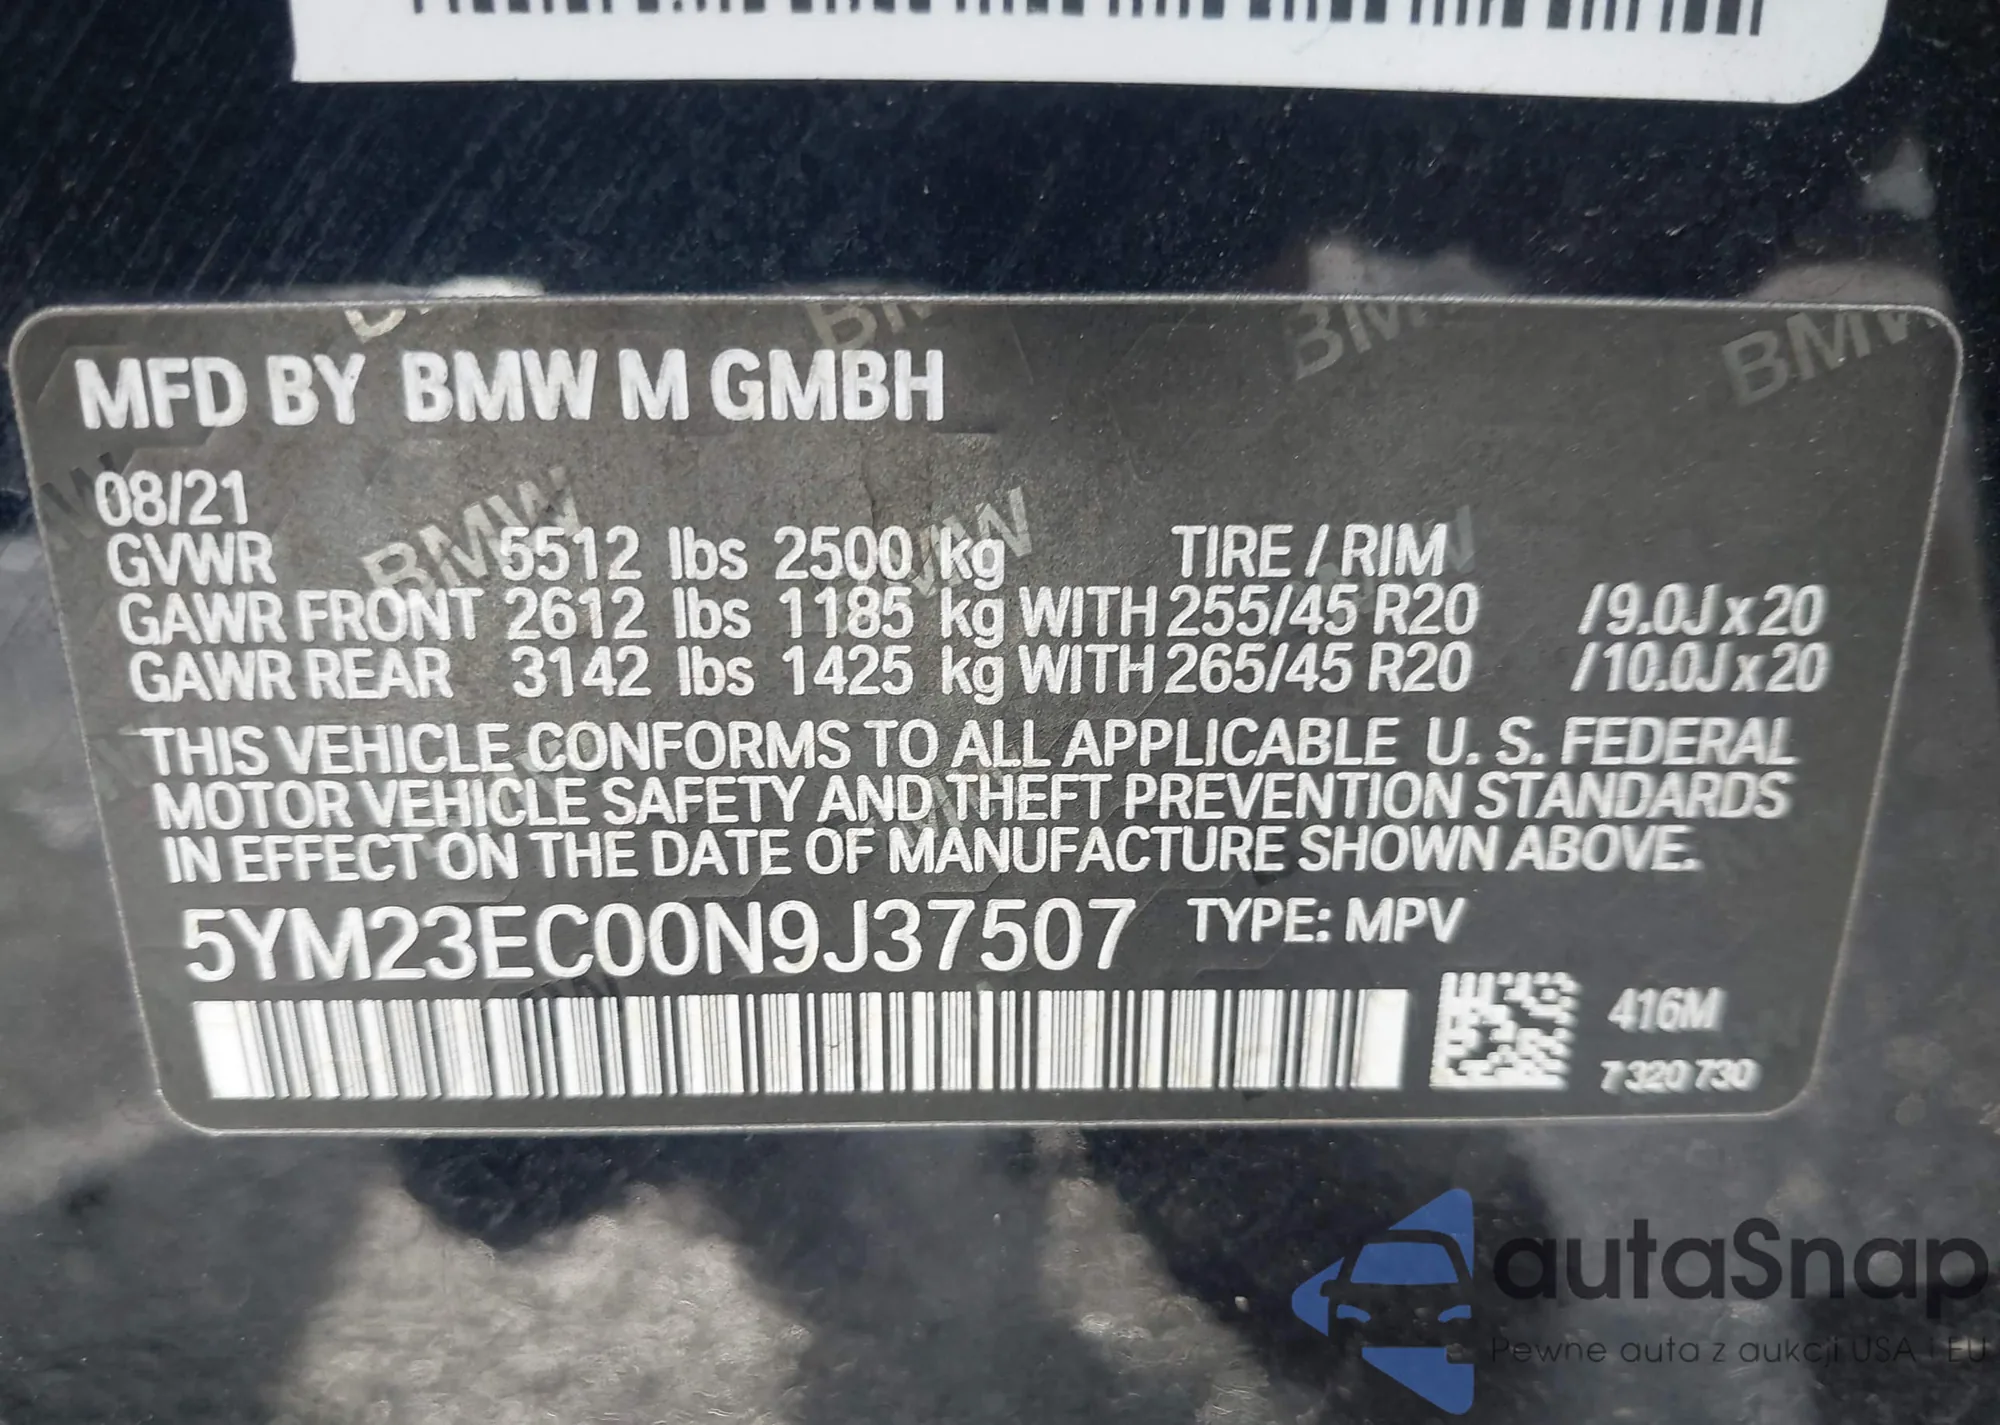 MFD BY BMW M GMBH
08/21
GVWR 5512 lbs 2500 kg TIRE / RIM
GAWR FRONT 2612 lbs 1185 kg WITH 255/45 R20 /9.0J x 20
GAWR REAR 3142 lbs 1425 kg WITH 265/45 R20 /10.0J x 20
THIS VEHICLE CONFORMS TO ALL APPLICABLE U. S. FEDERAL
MOTOR VEHICLE SAFETY AND THEFT PREVENTION STANDARDS
IN EFFECT ON THE DATE OF MANUFACTURE SHOWN ABOVE.
5YM23EC00N9J37507 TYPE: MPV
416M
7 320 730
autaSnap
Pewne auta z aukcji USA i EU